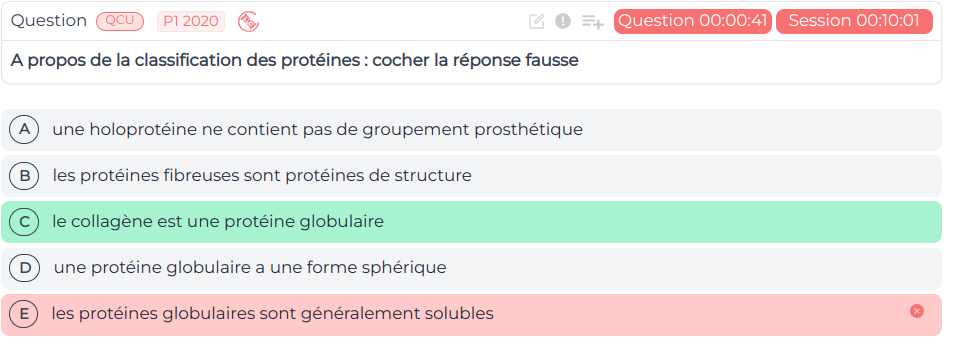 Question QCU P1 2020 Question 00:00:41 Session 00:10:01
A propos de la classification des protéines : cocher la réponse fausse
A une holoprotéine ne contient pas de groupement prosthétique
B les protéines fibreuses sont protéines de structure
C le collagène est une protéine globulaire
D une protéine globulaire a une forme sphérique
E les protéines globulaires sont généralement solubles